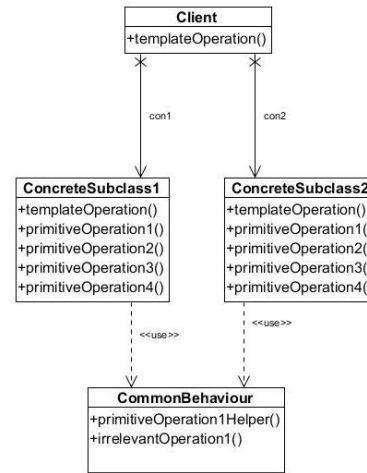 Client
+templateOperation()
con1
con2
ConcreteSubclass1
+templateOperation()
+primitiveOperation1()
+primitiveOperation2()
+primitiveOperation3()
+primitiveOperation4()
ConcreteSubclass2
+templateOperation()
+primitiveOperation1()
+primitiveOperation2()
+primitiveOperation3()
+primitiveOperation4()
<<use>>
<<use>>
CommonBehaviour
+primitiveOperation1Helper()
+irrelevantOperation1()